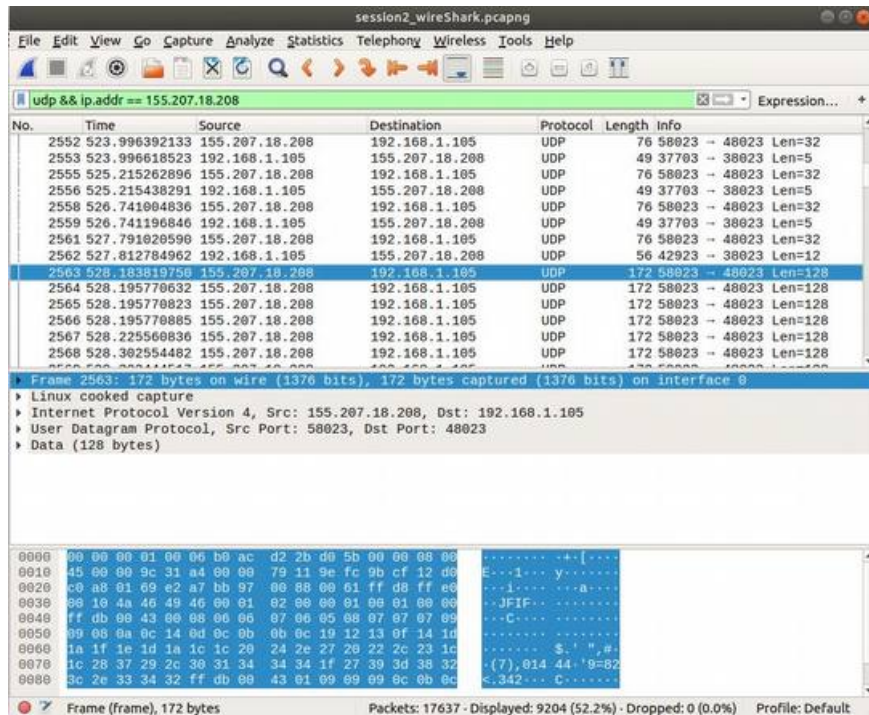 session2_wireShark.pcapng
File Edit View Go Capture Analyze Statistics Telephony Wireless Tools Help
udp && ip.addr == 155.207.18.208 Expression... +
No. Time Source Destination Protocol Length Info
2552 523.996392133 155.207.18.208 192.168.1.105 UDP 76 58023 → 48023 Len=32
2553 523.996618523 192.168.1.105 155.207.18.208 UDP 49 37703 → 38023 Len=5
2555 525.215262896 155.207.18.208 192.168.1.105 UDP 76 58023 → 48023 Len=32
2556 525.215438291 192.168.1.105 155.207.18.208 UDP 49 37703 → 38023 Len=5
2558 526.741004836 155.207.18.208 192.168.1.105 UDP 76 58023 → 48023 Len=32
2559 526.741196846 192.168.1.105 155.207.18.208 UDP 49 37703 → 38023 Len=5
2561 527.791020590 155.207.18.208 192.168.1.105 UDP 76 58023 → 48023 Len=32
2562 527.812784962 192.168.1.105 155.207.18.208 UDP 56 42923 → 38023 Len=12
2563 528.183819750 155.207.18.208 192.168.1.105 UDP 172 58023 → 48023 Len=128
2564 528.195770632 155.207.18.208 192.168.1.105 UDP 172 58023 → 48023 Len=128
2565 528.195770823 155.207.18.208 192.168.1.105 UDP 172 58023 → 48023 Len=128
2566 528.195770885 155.207.18.208 192.168.1.105 UDP 172 58023 → 48023 Len=128
2567 528.225560836 155.207.18.208 192.168.1.105 UDP 172 58023 → 48023 Len=128
2568 528.302554482 155.207.18.208 192.168.1.105 UDP 172 58023 → 48023 Len=128
Frame 2563: 172 bytes on wire (1376 bits), 172 bytes captured (1376 bits) on interface 0
Linux cooked capture
Internet Protocol Version 4, Src: 155.207.18.208, Dst: 192.168.1.105
User Datagram Protocol, Src Port: 58023, Dst Port: 48023
Data (128 bytes)
0000 00 00 00 01 00 06 b0 ac d2 2b d0 5b 00 00 08 00 ········ ·+·[····
0010 45 00 00 9c 31 a4 00 00 79 11 9e fc 9b cf 12 d0 E···1··· y·······
0020 c0 a8 01 69 e2 a7 bb 97 00 88 00 61 ff d8 ff e0 ···i···· ···a····
0030 00 10 4a 46 49 46 00 01 02 00 00 01 00 01 00 00 ··JFIF·· ········
0040 ff db 00 43 00 08 06 06 07 06 05 08 07 07 07 09 ···C···· ········
0050 09 08 0a 0c 14 0d 0c 0b 0b 0c 19 12 13 0f 14 1d ········ ········
0060 1a 1f 1e 1d 1a 1c 1c 20 24 2e 27 20 22 2c 23 1c ······· $.' ",#·
0070 1c 28 37 29 2c 30 31 34 34 34 1f 27 39 3d 38 32 ·(7),014 44·'9=82
0080 3c 2e 33 34 32 ff db 00 43 01 09 09 09 0c 0b 0c <.342··· C·······
Frame (frame), 172 bytes Packets: 17637 · Displayed: 9204 (52.2%) · Dropped: 0 (0.0%) Profile: Default